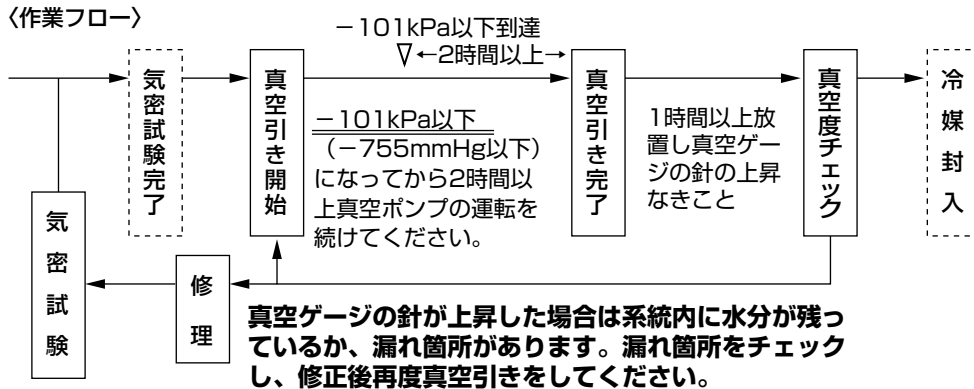 〈作業フロー〉
－101kPa以下到達
▽←2時間以上→
気密試験完了
真空引き開始
－101kPa以下
（－755mmHg以下）
になってから2時間以
上真空ポンプの運転を
続けてください。
真空引き完了
1時間以上放
置し真空ゲー
ジの針の上昇
なきこと
真空度チェック
冷媒封入
気密試験
修理
真空ゲージの針が上昇した場合は系統内に水分が残っ
ているか、漏れ箇所があります。漏れ箇所をチェック
し、修正後再度真空引きをしてください。